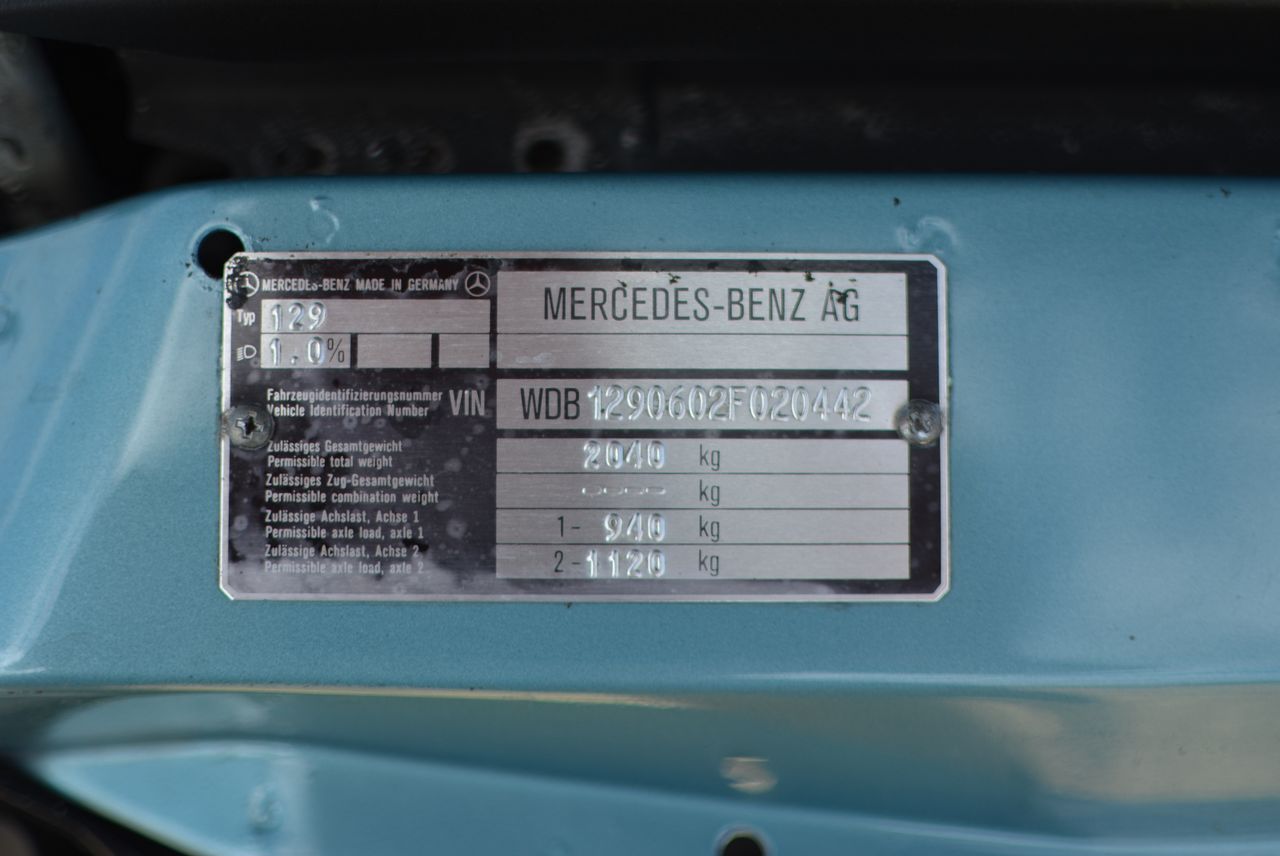 MERCEDES-BENZ MADE IN GERMANY
MERCEDES-BENZ AG
Typ 129
1.0%
Fahrzeugidentifizierungsnummer
Vehicle Identification Number
VIN WDB 1290602F020442
Zulässiges Gesamtgewicht
Permissible total weight
2040 kg
Zulässiges Zug-Gesamtgewicht
Permissible combination weight
---- kg
Zulässige Achslast, Achse 1
Permissible axle load, axle 1
1- 940 kg
Zulässige Achslast, Achse 2
Permissible axle load, axle 2
2- 1120 kg